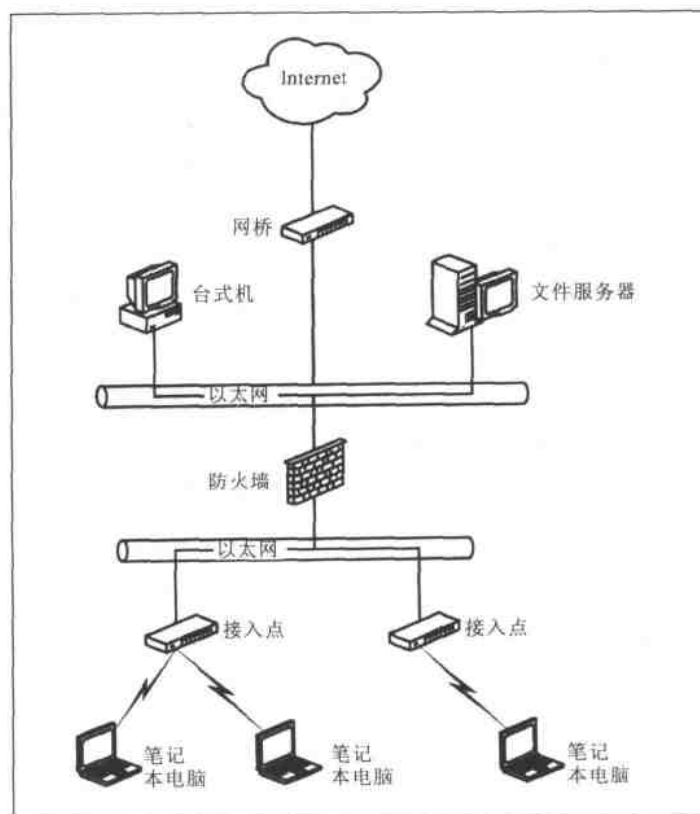 Internet
网桥
台式机
文件服务器
以太网
防火墙
以太网
接入点
接入点
笔记
本电脑
笔记
本电脑
笔记
本电脑